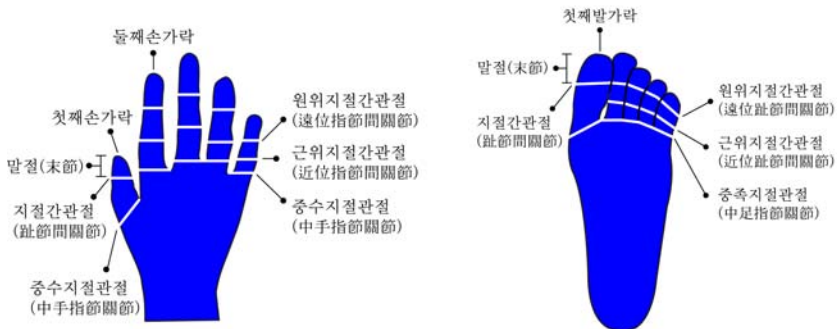 둘째손가락
첫째손가락
말절(末節)
지절간관절
(趾節間關節)
중수지절관절
(中手指節關節)
원위지절간관절
(遠位指節間關節)
근위지절간관절
(近位指節間關節)
중수지절관절
(中手指節關節)
첫째발가락
말절(末節)
지절간관절
(趾節間關節)
원위지절간관절
(遠位趾節間關節)
근위지절간관절
(近位趾節間關節)
중족지절관절
(中足指節關節)